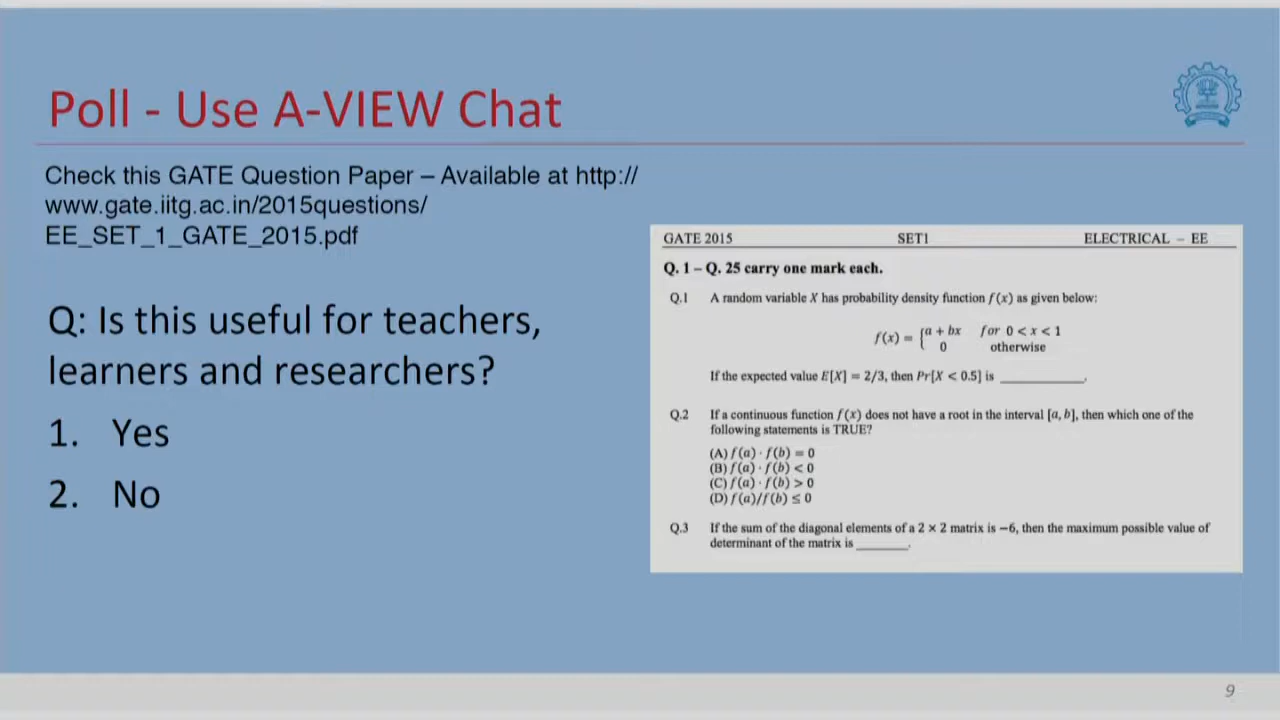 Poll - Use A-VIEW Chat
Check this GATE Question Paper – Available at http://
www.gate.iitg.ac.in/2015questions/
EE_SET_1_GATE_2015.pdf
Q: Is this useful for teachers,
learners and researchers?
1. Yes
2. No
GATE 2015 SET1 ELECTRICAL – EE
Q. 1 – Q. 25 carry one mark each.
Q.1 A random variable X has probability density function f(x) as given below:
f(x) = { a + bx for 0 < x < 1
0 otherwise
If the expected value E[X] = 2/3, then Pr[X < 0.5] is __________.
Q.2 If a continuous function f(x) does not have a root in the interval [a, b], then which one of the
following statements is TRUE?
(A) f(a) · f(b) = 0
(B) f(a) · f(b) < 0
(C) f(a) · f(b) > 0
(D) f(a)/f(b) ≤ 0
Q.3 If the sum of the diagonal elements of a 2 × 2 matrix is −6, then the maximum possible value of
determinant of the matrix is ________.
9